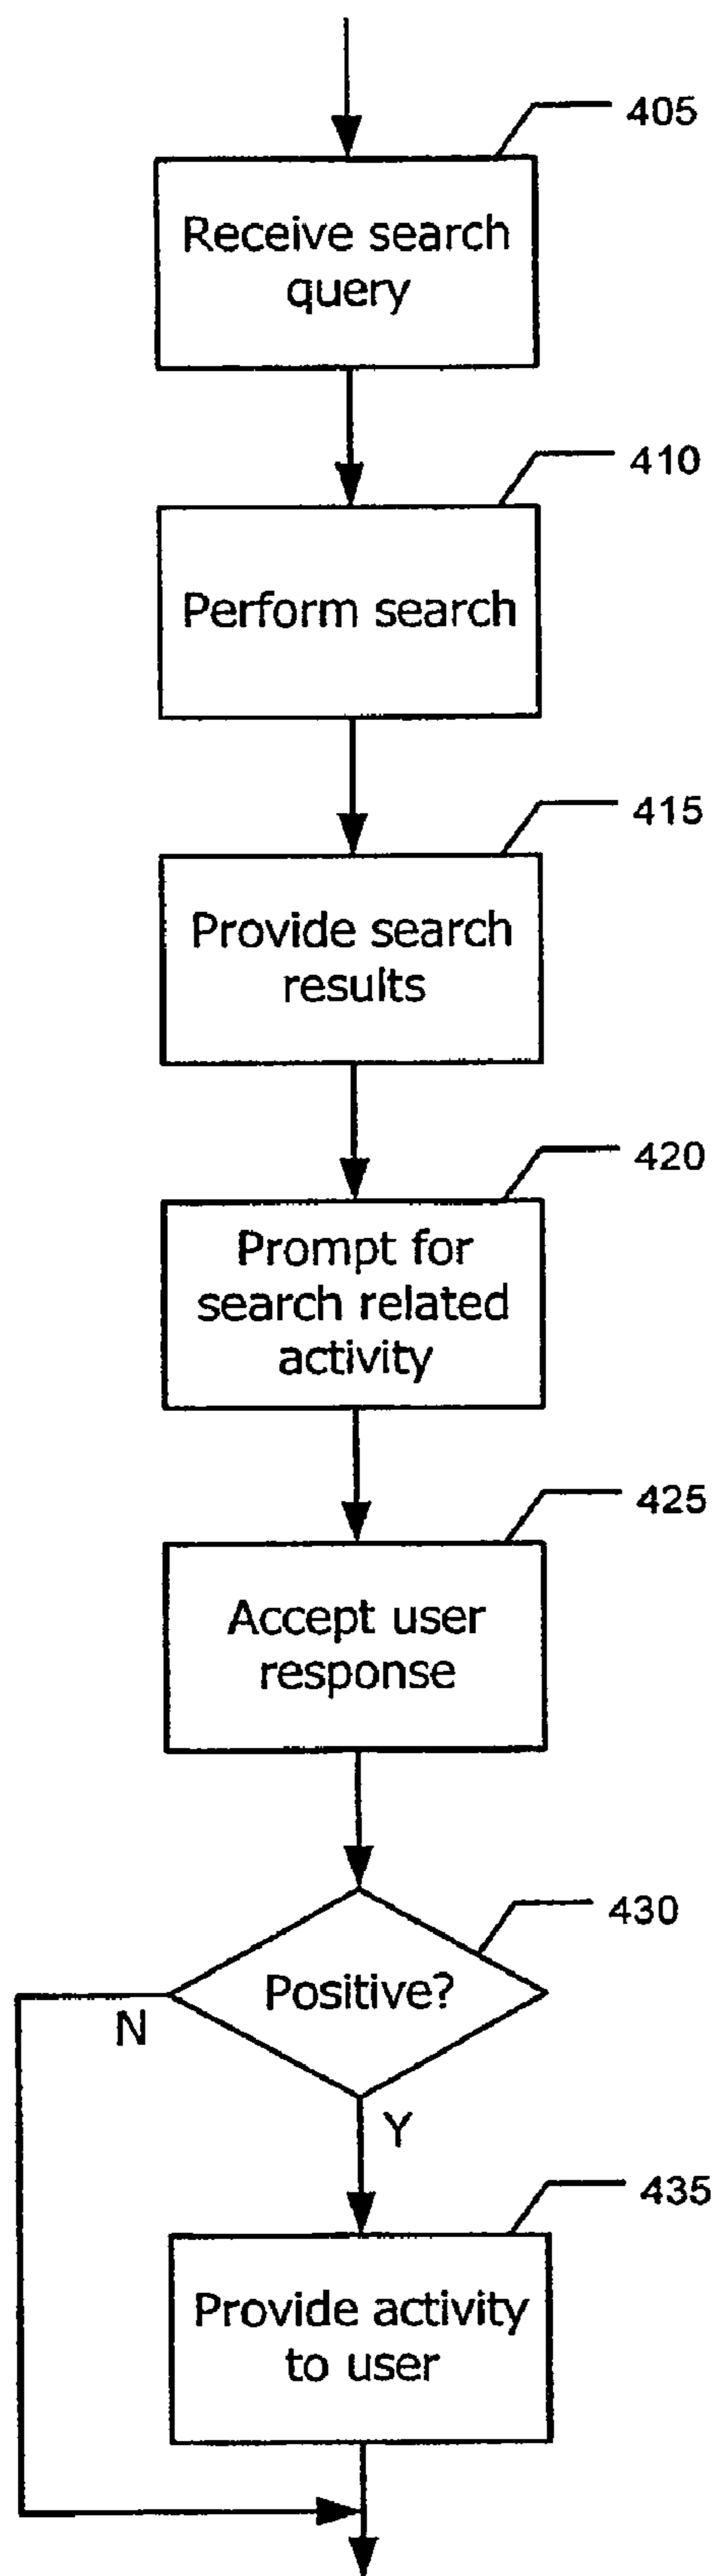 405
Receive search
query
410
Perform search
415
Provide search
results
420
Prompt for
search related
activity
425
Accept user
response
430
Positive?
N
Y
435
Provide activity
to user